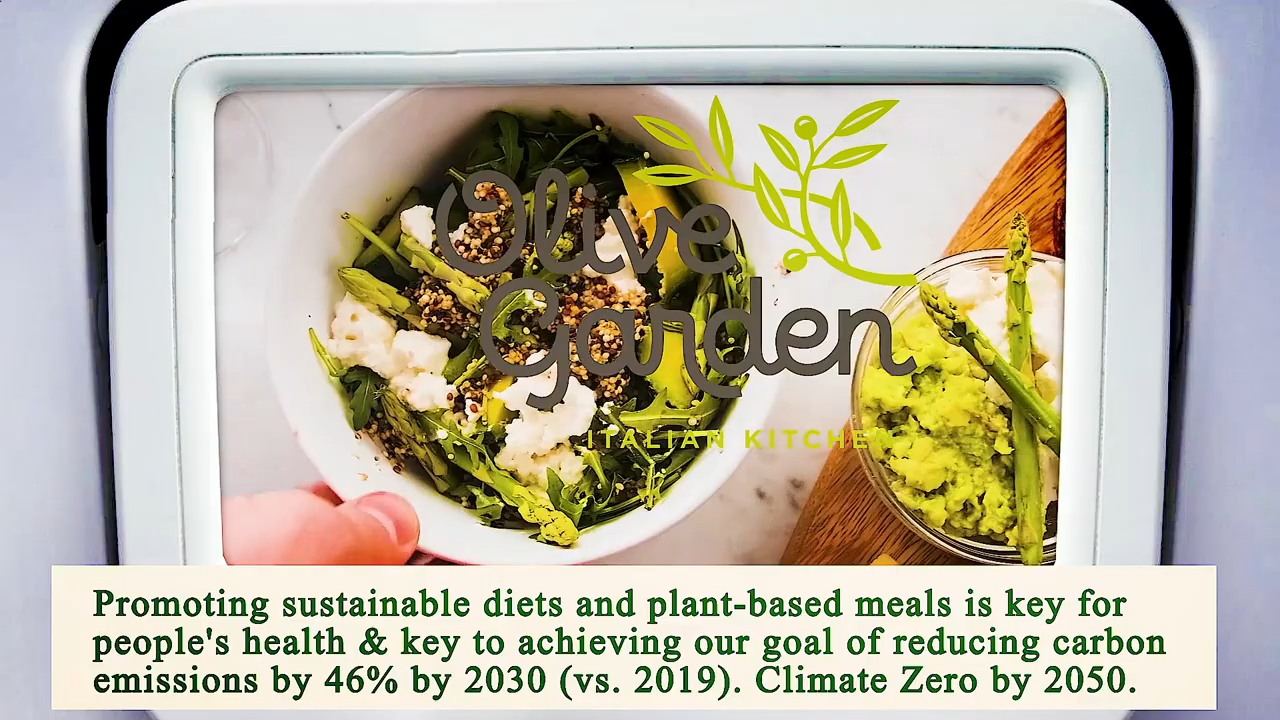 Olive
Garden
ITALIAN KITCHEN
Promoting sustainable diets and plant-based meals is key for
people's health & key to achieving our goal of reducing carbon
emissions by 46% by 2030 (vs. 2019). Climate Zero by 2050.